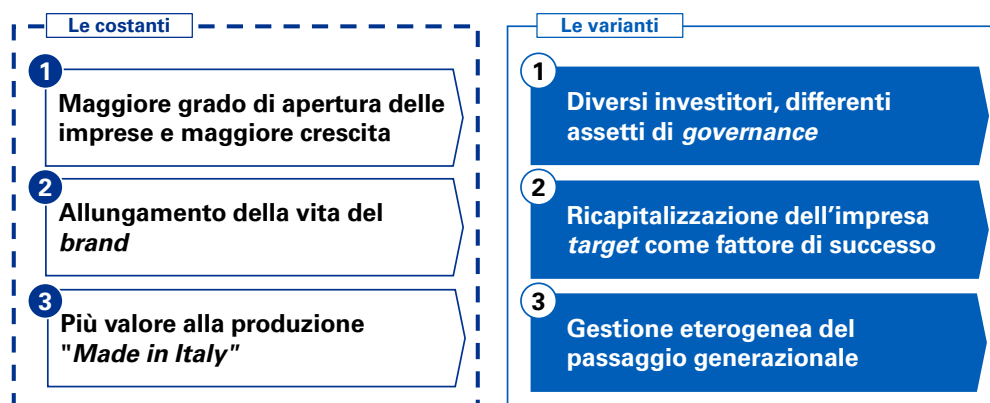 Le costanti
1
Maggiore grado di apertura delle
imprese e maggiore crescita
2
Allungamento della vita del
brand
3
Più valore alla produzione
"Made in Italy"
Le varianti
1
Diversi investitori, differenti
assetti di governance
2
Ricapitalizzazione dell'impresa
target come fattore di successo
3
Gestione eterogenea del
passaggio generazionale